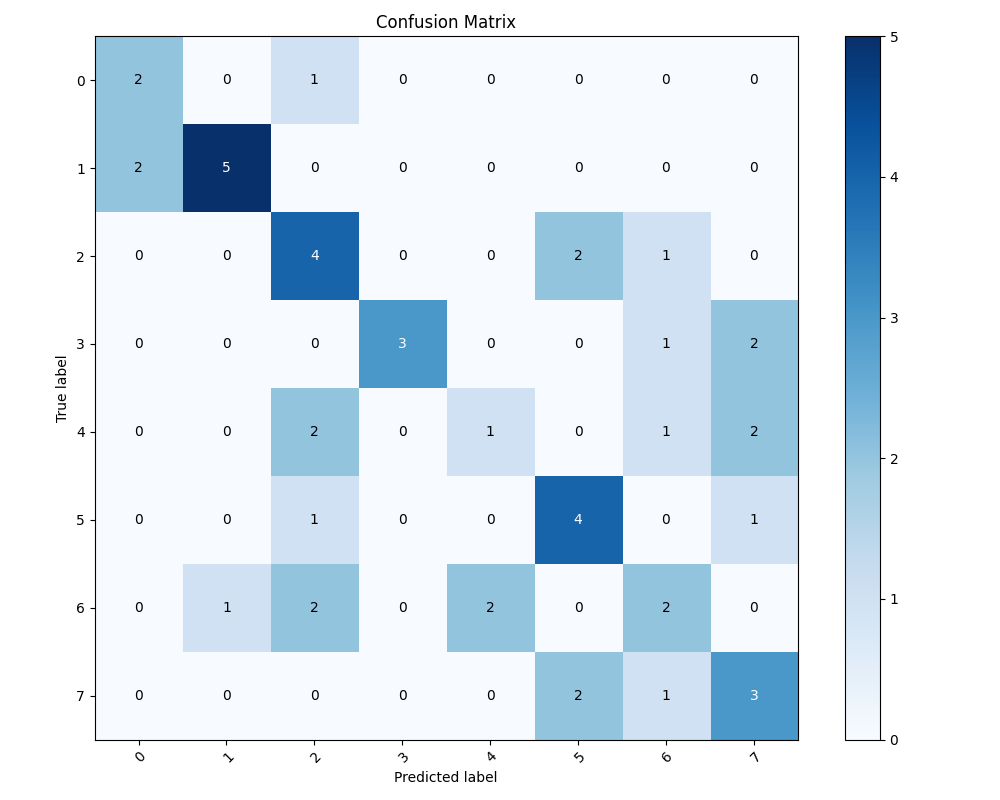 Confusion Matrix
0 2 0 1 0 0 0 0 0
1 2 5 0 0 0 0 0 0
2 0 0 4 0 0 2 1 0
3 0 0 0 3 0 0 1 2
4 0 0 2 0 1 0 1 2
5 0 0 1 0 0 4 0 1
6 0 1 2 0 2 0 2 0
7 0 0 0 0 0 2 1 3
0 1 2 3 4 5 6 7
True label
Predicted label
5
4
3
2
1
0